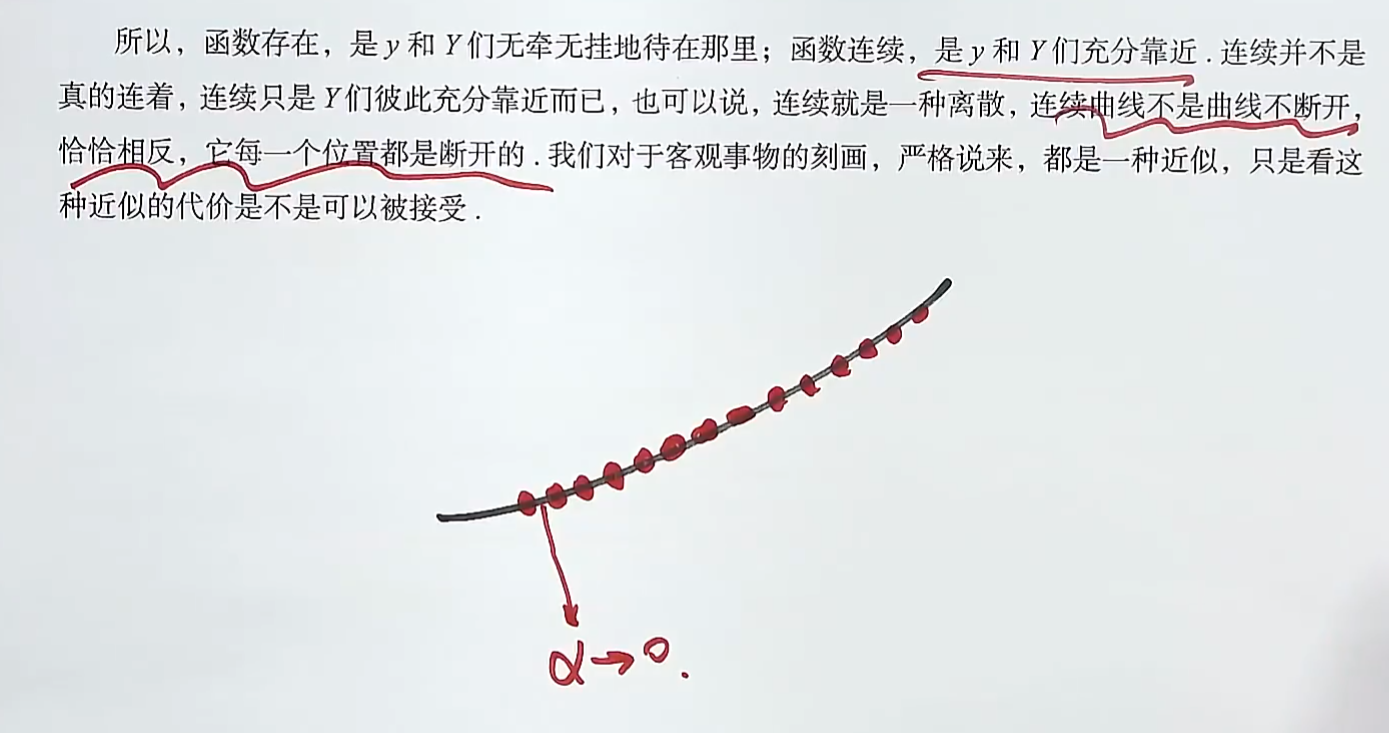 所以，函数存在，是 y 和 Y 们无牵无挂地待在那里；函数连续，是 y 和 Y 们充分靠近．连续并不是
真的连着，连续只是 Y 们彼此充分靠近而已，也可以说，连续就是一种离散，连续曲线不是曲线不断开，
恰恰相反，它每一个位置都是断开的．我们对于客观事物的刻画，严格说来，都是一种近似，只是看这
种近似的代价是不是可以被接受．
α→0.